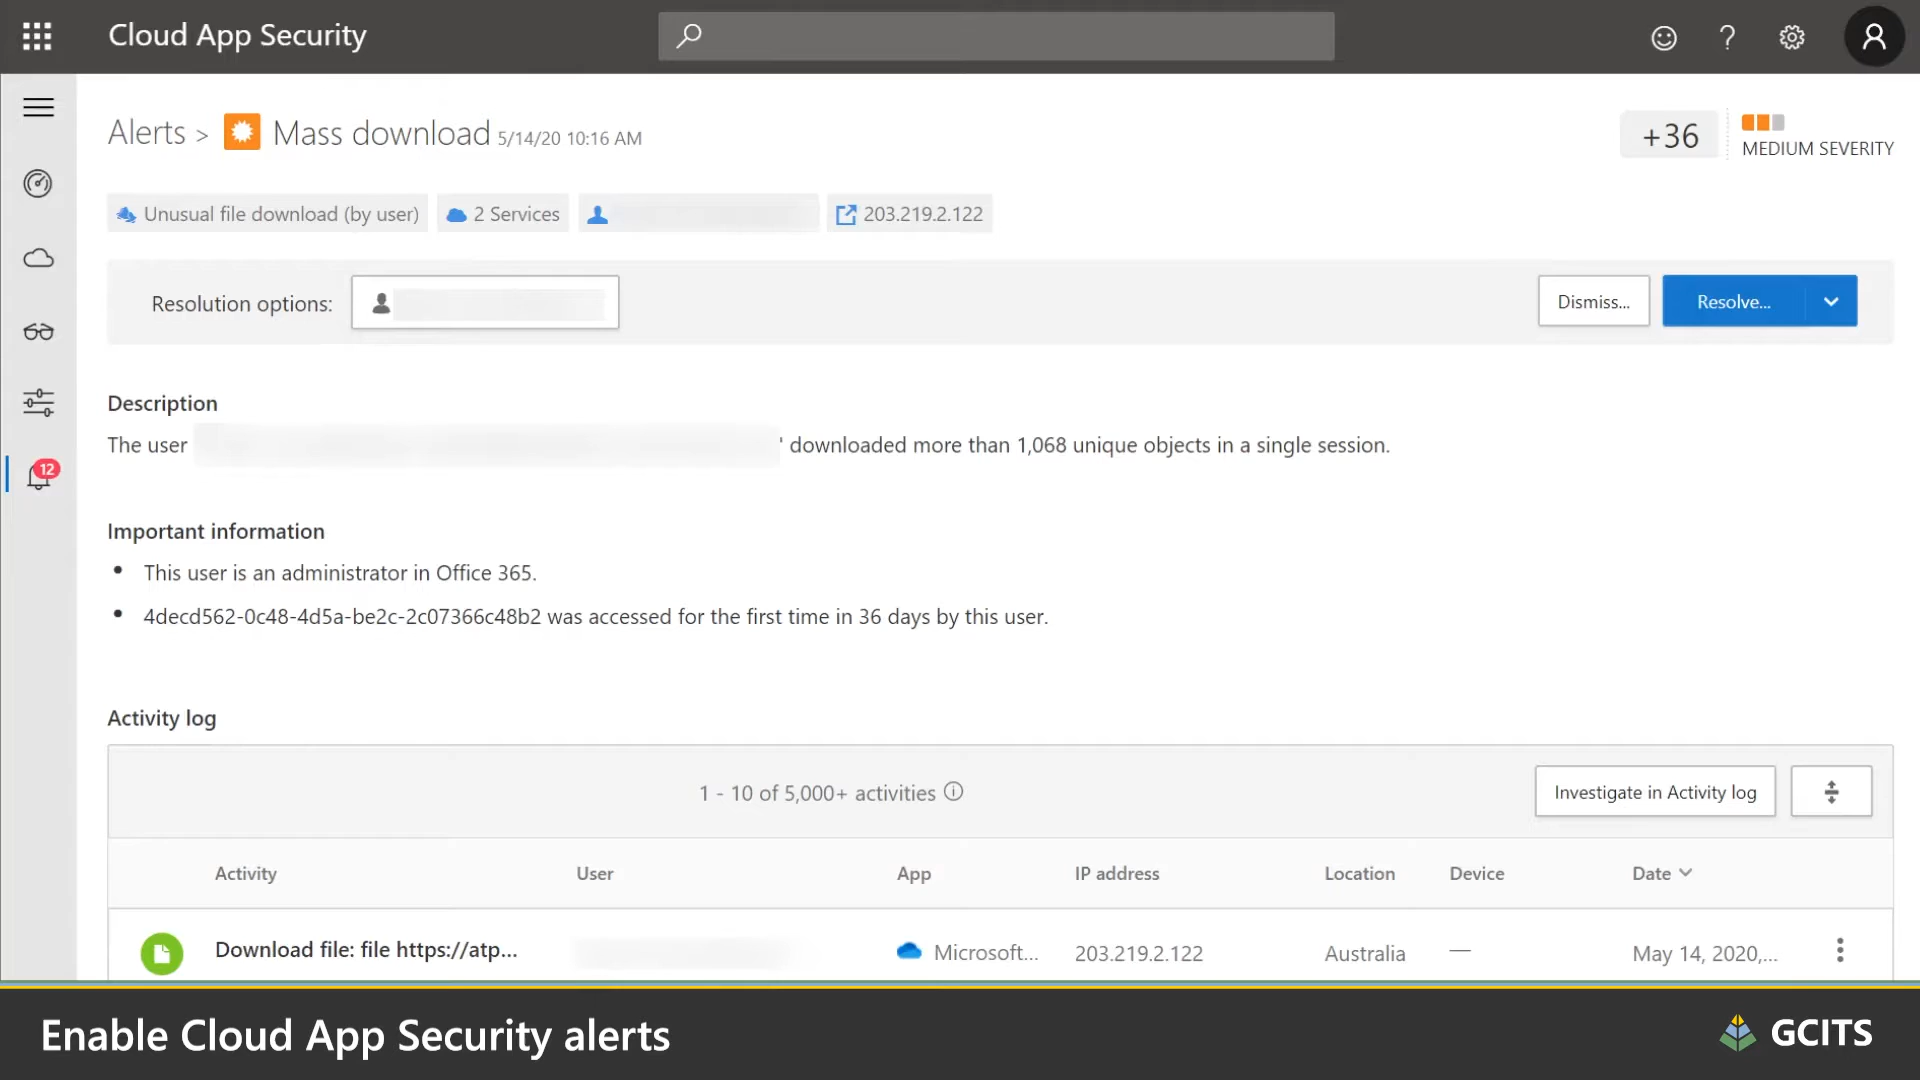 Cloud App Security
Alerts > Mass download 5/14/20 10:16 AM
+36
MEDIUM SEVERITY
Unusual file download (by user)
2 Services
203.219.2.122
Resolution options:
Dismiss...
Resolve...
Description
The user ' downloaded more than 1,068 unique objects in a single session.
12
Important information
• This user is an administrator in Office 365.
• 4decd562-0c48-4d5a-be2c-2c07366c48b2 was accessed for the first time in 36 days by this user.
Activity log
1 - 10 of 5,000+ activities
Investigate in Activity log
Activity User App IP address Location Device Date
Download file: file https://atp... Microsoft... 203.219.2.122 Australia — May 14, 2020,...
Enable Cloud App Security alerts
GCITS